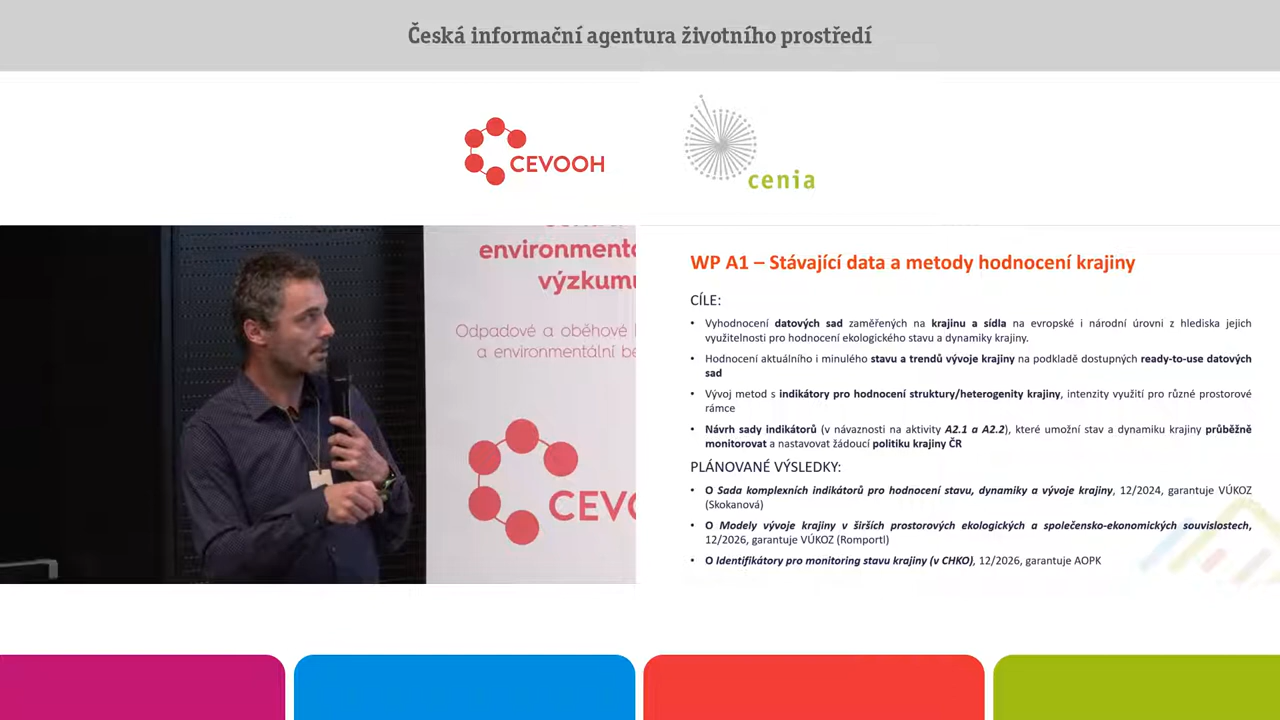 Česká informační agentura životního prostředí
CEVOOH
cenia
environmento
výzkumu
Odpadové a oběhové
a environmentální be
CEVO
WP A1 – Stávající data a metody hodnocení krajiny
CÍLE:
• Vyhodnocení datových sad zaměřených na krajinu a sídla na evropské i národní úrovni z hlediska jejich
využitelnosti pro hodnocení ekologického stavu a dynamiky krajiny.
• Hodnocení aktuálního i minulého stavu a trendů vývoje krajiny na podkladě dostupných ready-to-use datových
sad
• Vývoj metod s indikátory pro hodnocení struktury/heterogenity krajiny, intenzity využití pro různé prostorové
rámce
• Návrh sady indikátorů (v návaznosti na aktivity A2.1 a A2.2), které umožní stav a dynamiku krajiny průběžně
monitorovat a nastavovat žádoucí politiku krajiny ČR
PLÁNOVANÉ VÝSLEDKY:
• O Sada komplexních indikátorů pro hodnocení stavu, dynamiky a vývoje krajiny, 12/2024, garantuje VÚKOZ
(Skokanová)
• O Modely vývoje krajiny v širších prostorových ekologických a společensko-ekonomických souvislostech,
12/2026, garantuje VÚKOZ (Romportl)
• O Identifikátory pro monitoring stavu krajiny (v CHKO), 12/2026, garantuje AOPK